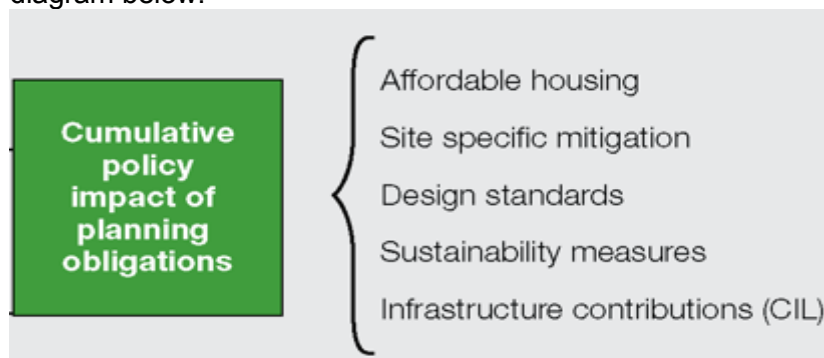 diagram below.
Cumulative
policy
impact of
planning
obligations
Affordable housing
Site specific mitigation
Design standards
Sustainability measures
Infrastructure contributions (CIL)